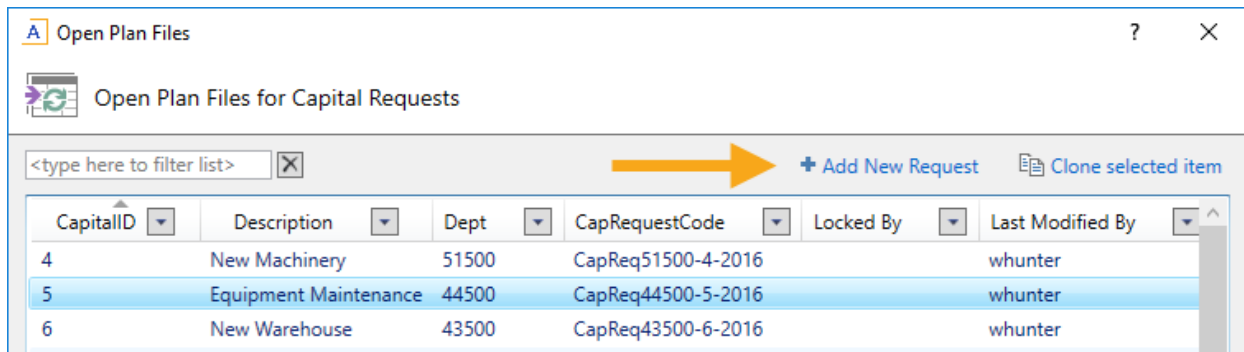 A Open Plan Files ?
Open Plan Files for Capital Requests
<type here to filter list> Add New Request Clone selected item
CapitalID Description Dept CapRequestCode Locked By Last Modified By
4 New Machinery 51500 CapReq51500-4-2016 whunter
5 Equipment Maintenance 44500 CapReq44500-5-2016 whunter
6 New Warehouse 43500 CapReq43500-6-2016 whunter